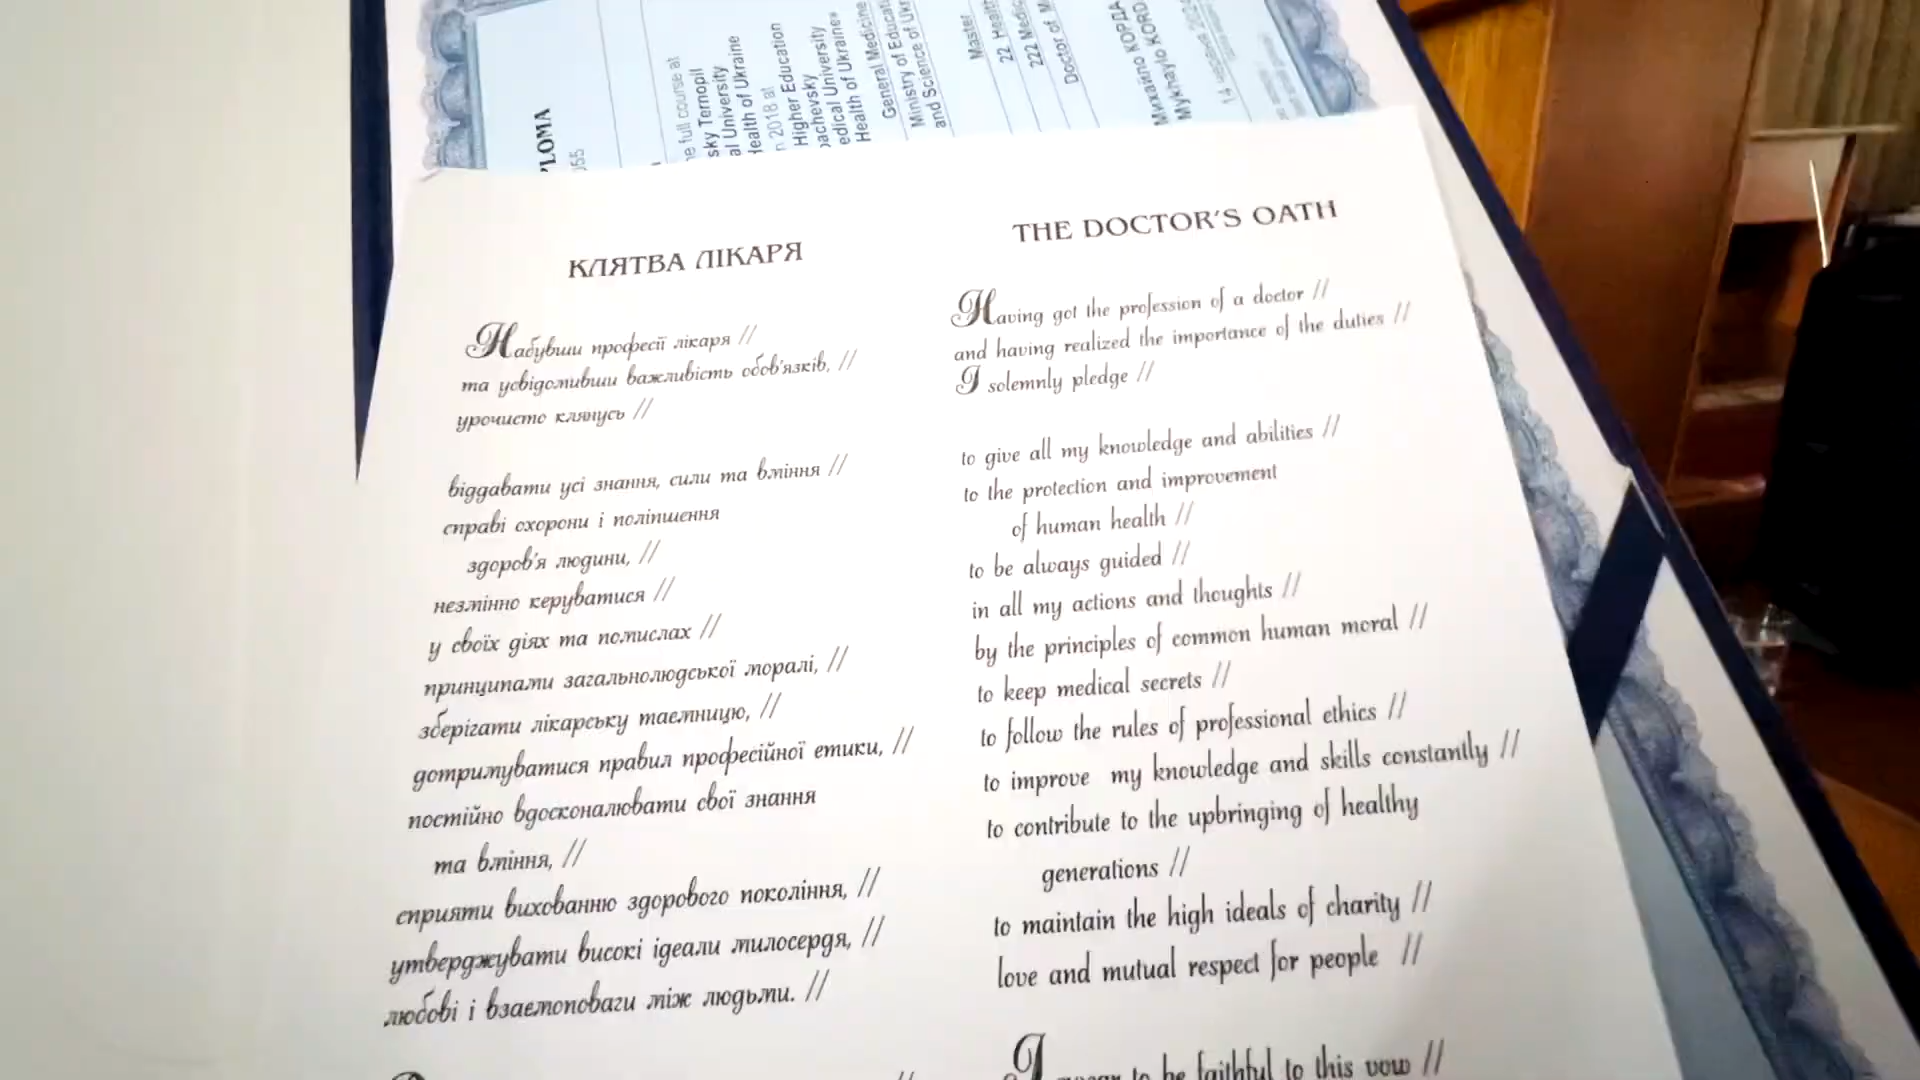 PLOMA
055
e full course at
sky Ternopil
al University
Health of Ukraine
n 2018 at
Higher Education
pachevsky
edical University
Health of Ukraine»
General Medicine
Ministry of Educati
and Science of Ukr
Master
22 Health
222 Medic
Doctor of M
Михайло КОРДА
Mykhaylo KORD
КЛЯТВА ЛІКАРЯ
Набувши професії лікаря //
та усвідомивши важливість обов'язків, //
урочисто клянусь //
віддавати усі знання, сили та вміння //
справі охорони і поліпшення
здоров'я людини, //
незмінно керуватися //
у своїх діях та помислах //
принципами загальнолюдської моралі, //
зберігати лікарську таємницю, //
дотримуватися правил професійної етики, //
постійно вдосконалювати свої знання
та вміння, //
сприяти вихованню здорового покоління, //
утверджувати високі ідеали милосердя, //
любові і взаємоповаги між людьми. //
//
THE DOCTOR'S OATH
Having got the profession of a doctor //
and having realized the importance of the duties //
I solemnly pledge //
to give all my knowledge and abilities //
to the protection and improvement
of human health //
to be always guided //
in all my actions and thoughts //
by the principles of common human moral //
to keep medical secrets //
to follow the rules of professional ethics //
to improve my knowledge and skills constantly //
to contribute to the upbringing of healthy
generations //
to maintain the high ideals of charity //
love and mutual respect for people //
I swear to be faithful to this vow //